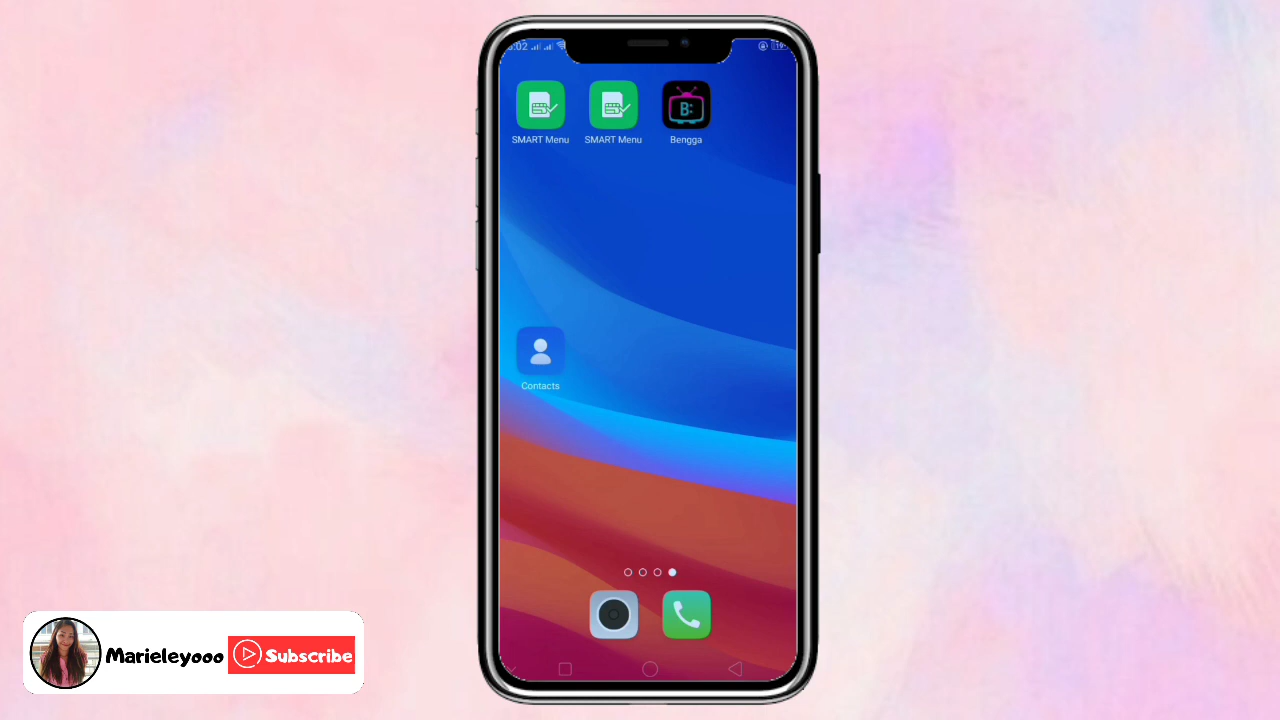 SMART Menu
SMART Menu
B:
Bengga
Contacts
Marieleyooo
Subscribe